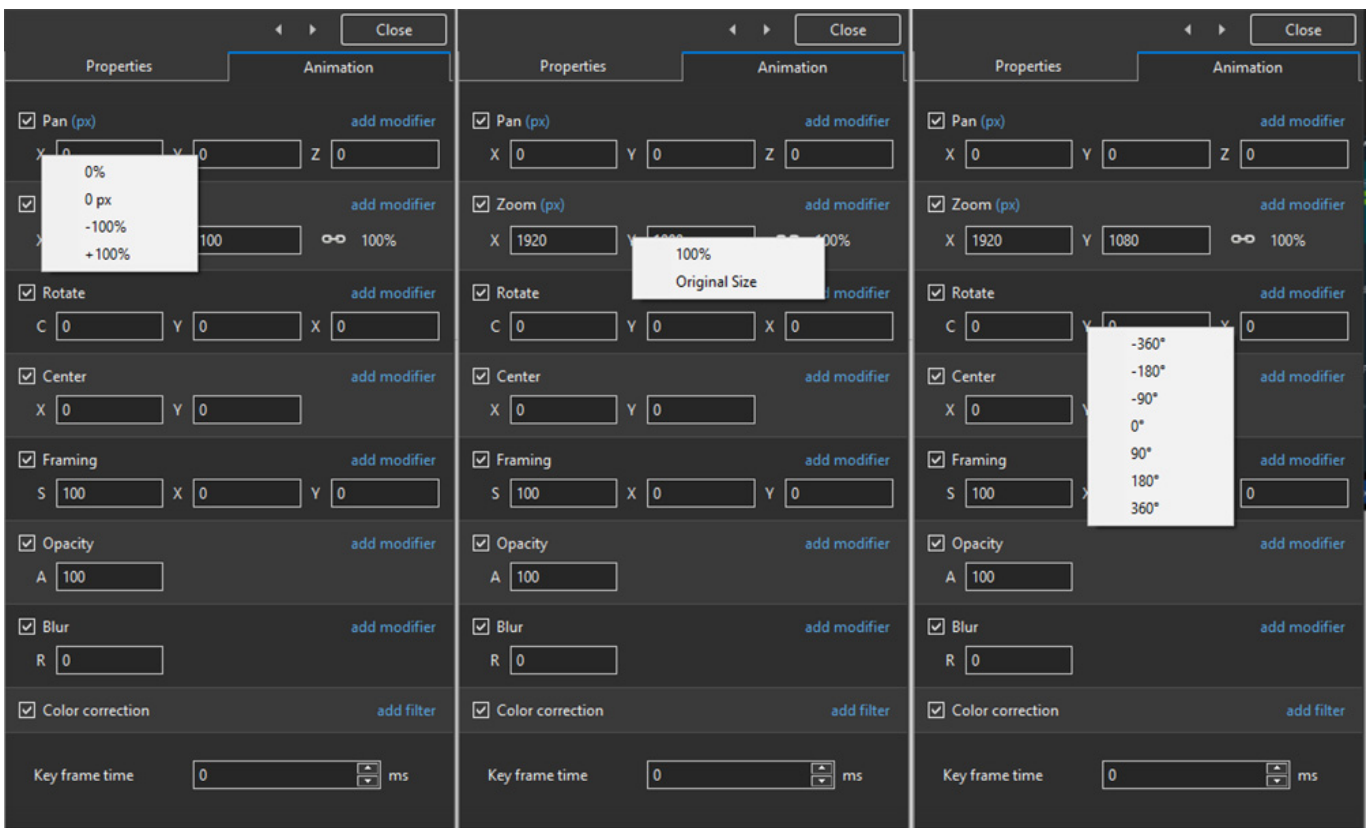 Close
Properties Animation
Pan (px) add modifier
X 0 Y 0 Z 0
0%
0 px
-100%
+100%
add modifier
100 100%
Rotate add modifier
C 0 Y 0 X 0
Center add modifier
X 0 Y 0
Framing add modifier
S 100 X 0 Y 0
Opacity add modifier
A 100
Blur add modifier
R 0
Color correction add filter
Key frame time 0 ms
Close
Properties Animation
Pan (px) add modifier
X 0 Y 0 Z 0
Zoom (px) add modifier
X 1920 Y 1080 100%
100%
Original Size
Rotate modifier
C 0 Y 0 X 0
Center add modifier
X 0 Y 0
Framing add modifier
S 100 X 0 Y 0
Opacity add modifier
A 100
Blur add modifier
R 0
Color correction add filter
Key frame time 0 ms
Close
Properties Animation
Pan (px) add modifier
X 0 Y 0 Z 0
Zoom (px) add modifier
X 1920 Y 1080 100%
Rotate add modifier
C 0 Y 0 X 0
-360°
-180°
-90°
0°
90°
180°
360°
Center add modifier
X 0
Framing add modifier
S 100 0
Opacity add modifier
A 100
Blur add modifier
R 0
Color correction add filter
Key frame time 0 ms